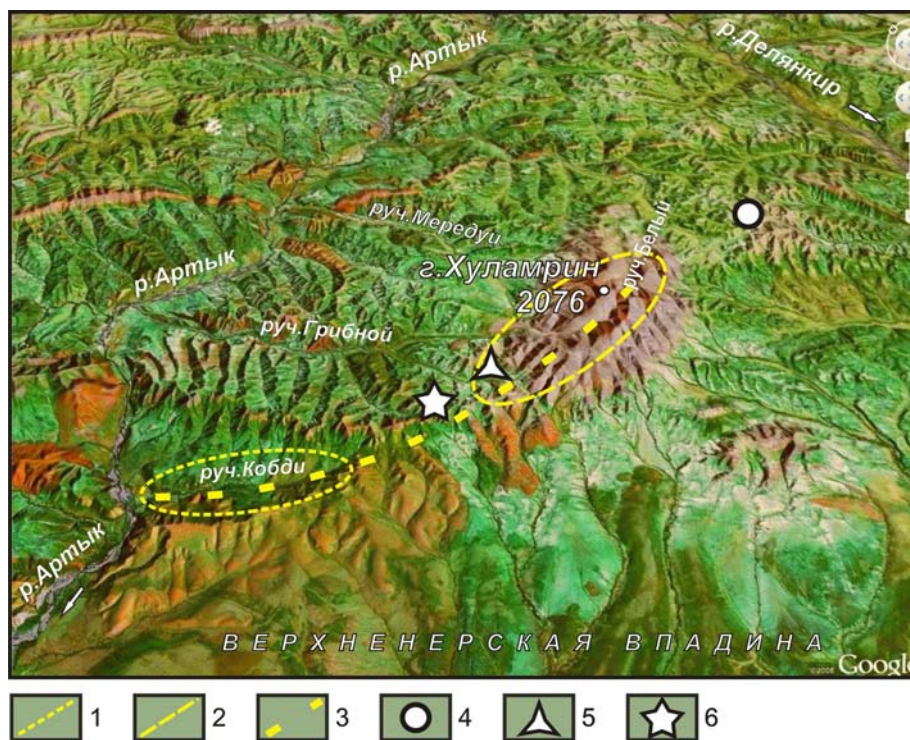 р.Артык
р.Делянкир
руч.Мередуи
руч.Белый
г.Хуламрин
2076
р.Артык
руч.Грибной
руч.Кобди
р.Артык
ВЕРХНЕНЕРСКАЯ ВПАДИНА
Google
1 2 3 4 5 6